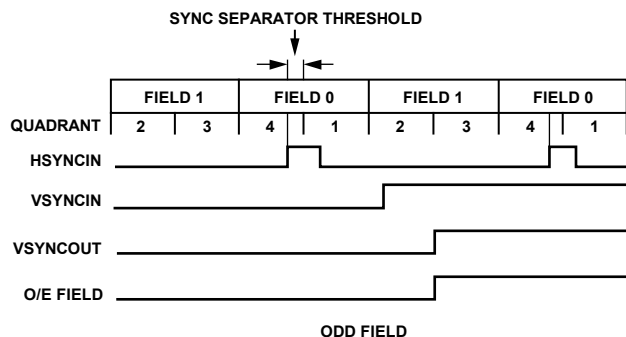 SYNC SEPARATOR THRESHOLD
FIELD 1 FIELD 0 FIELD 1 FIELD 0
QUADRANT 2 3 4 1 2 3 4 1
HSYNCIN
VSYNCIN
VSYNCOUT
O/E FIELD
ODD FIELD